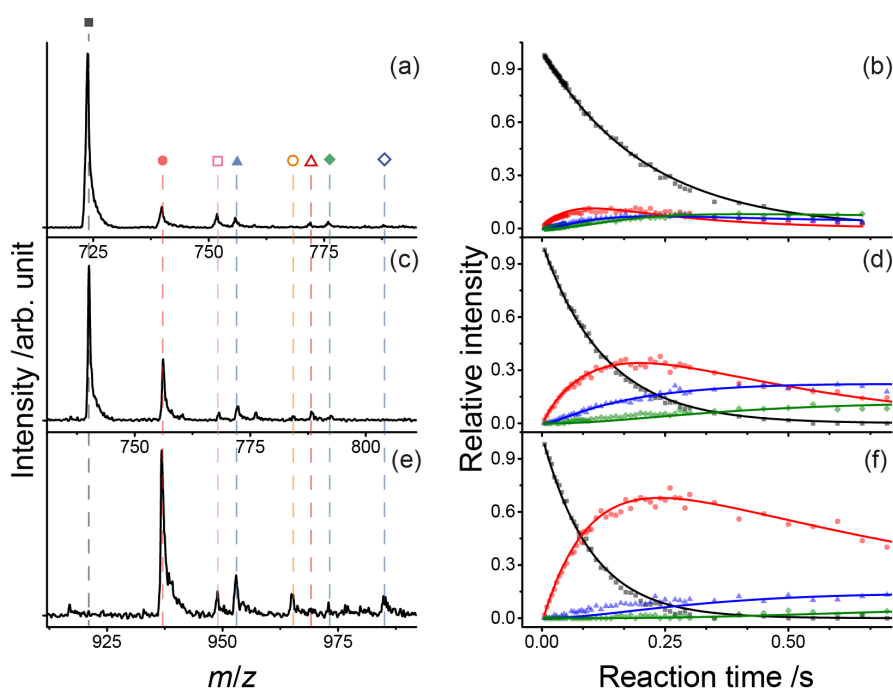 (a)
725
750
775
(c)
750
775
800
(e)
925
950
975
Intensity /arb. unit
m/z
(b)
0.9
0.6
0.3
0.0
(d)
0.9
0.6
0.3
0.0
(f)
0.9
0.6
0.3
0.0
0.00
0.25
0.50
Relative intensity
Reaction time /s